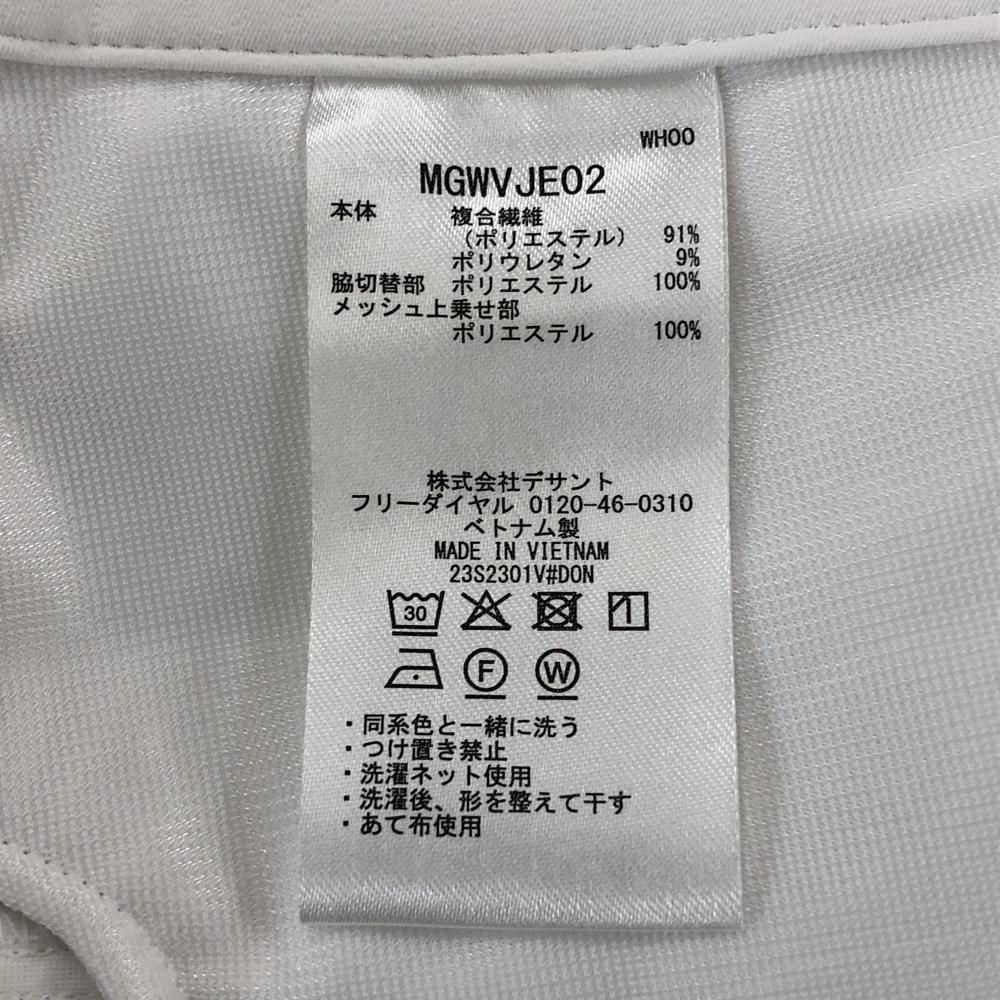 WH00
MGWVJE02
本体 複合繊維
(ポリエステル) 91%
ポリウレタン 9%
脇切替部 ポリエステル 100%
メッシュ上乗せ部
ポリエステル 100%
株式会社デサント
フリーダイヤル 0120-46-0310
ベトナム製
MADE IN VIETNAM
23S2301V#DON
30
F W
・同系色と一緒に洗う
・つけ置き禁止
・洗濯ネット使用
・洗濯後、形を整えて干す
・あて布使用